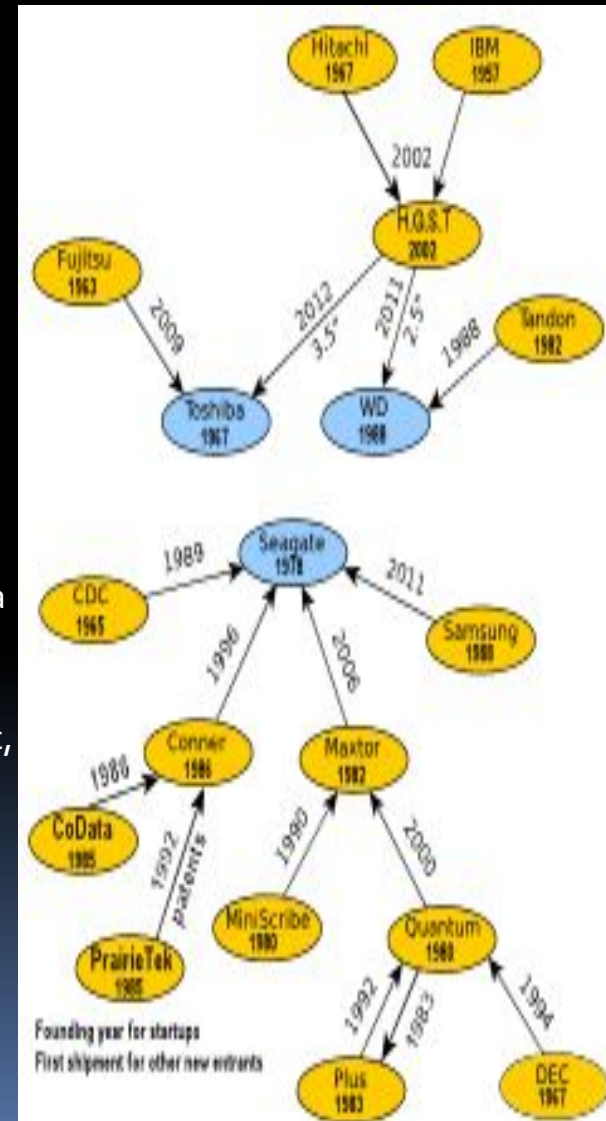 Hitachi
1967
IBM
1957
2002
H.G.S.T
2002
Fujitsu
1963
2009
2012
3.5"
2011
2.5"
Tandon
1982
1988
Toshiba
1967
WD
1988
Seagate
1978
1989
2011
CDC
1965
Samsung
1988
1996
2006
Conner
1986
Maxtor
1982
1986
CoData
1985
1992
patents
1990
2000
MiniScribe
1980
Quantum
1980
PrairieTek
1985
1992
1983
1994
Founding year for startups
First shipment for other new entrants
Plus
1983
DEC
1967